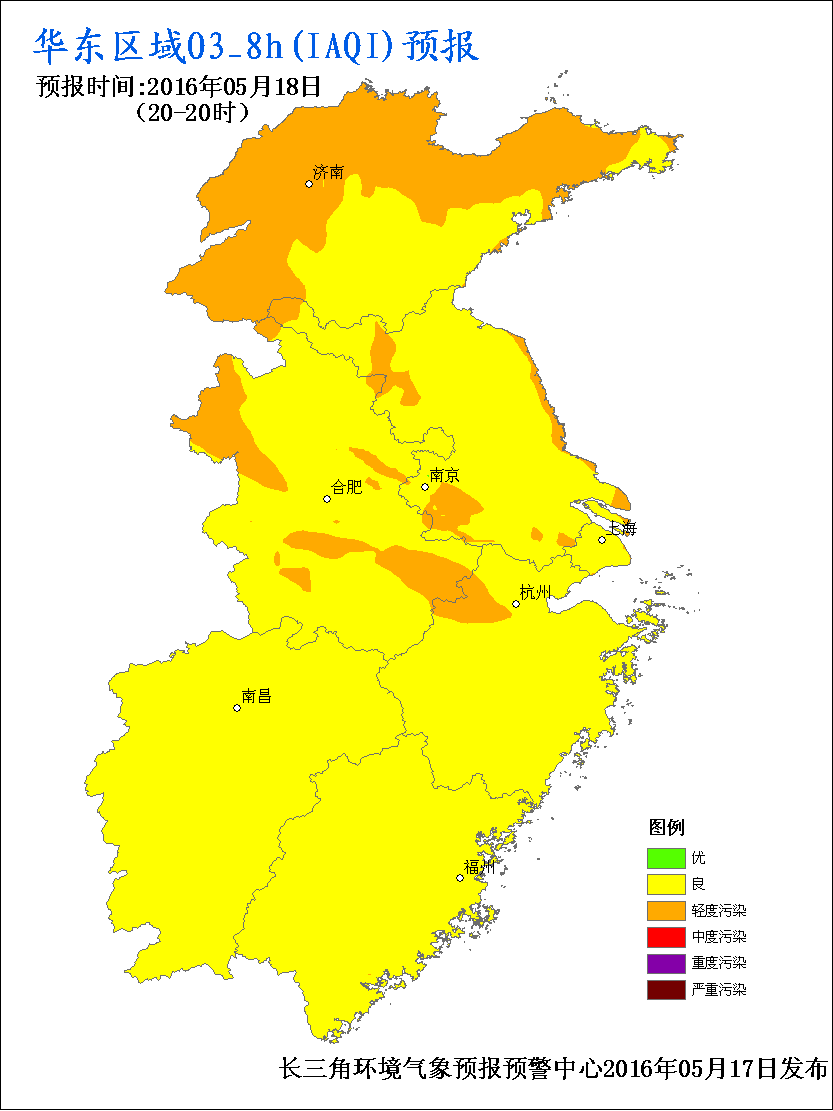 华东区域O3_8h(IAQI)预报
预报时间:2016年05月18日
（20-20时）
济南
南京
合肥
上海
杭州
南昌
福州
图例
优
良
轻度污染
中度污染
重度污染
严重污染
长三角环境气象预报预警中心2016年05月17日发布